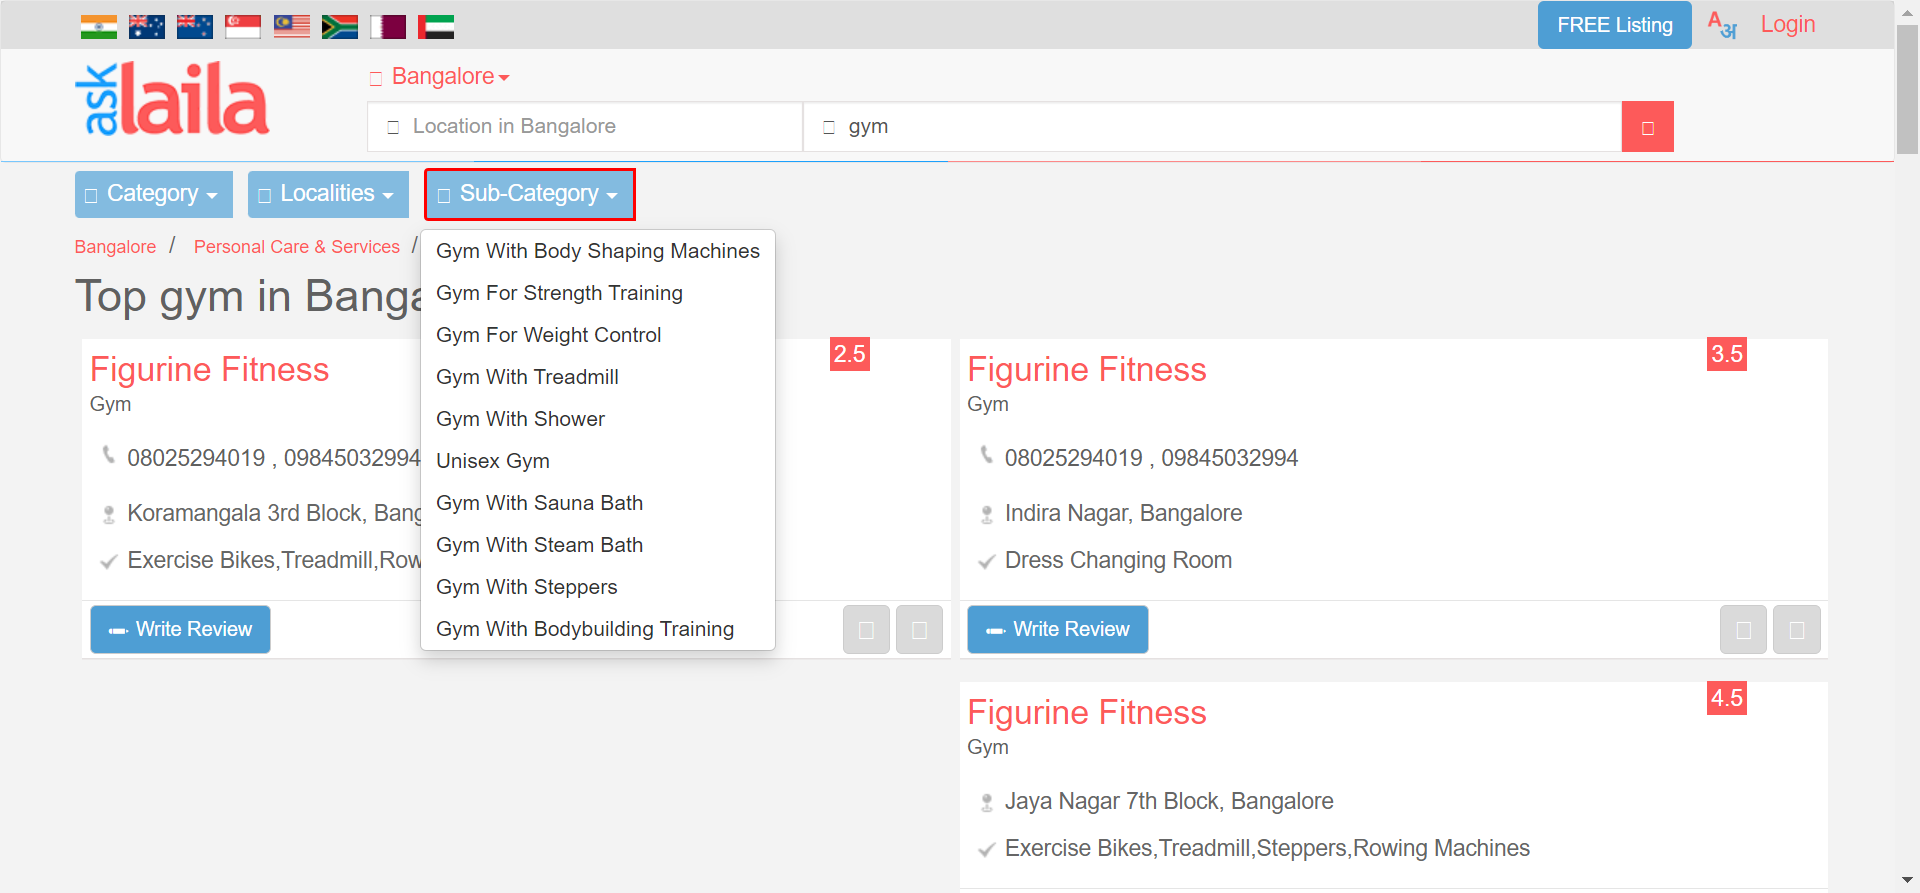 FREE Listing
Aअ
Login
ask laila
Bangalore
Location in Bangalore
gym
Category
Localities
Sub-Category
Bangalore / Personal Care & Services /
Top gym in Banga
Gym With Body Shaping Machines
Gym For Strength Training
Gym For Weight Control
Gym With Treadmill
Gym With Shower
Unisex Gym
Gym With Sauna Bath
Gym With Steam Bath
Gym With Steppers
Gym With Bodybuilding Training
Figurine Fitness
2.5
Gym
08025294019 , 09845032994
Koramangala 3rd Block, Bang
Exercise Bikes,Treadmill,Row
Write Review
Figurine Fitness
3.5
Gym
08025294019 , 09845032994
Indira Nagar, Bangalore
Dress Changing Room
Write Review
Figurine Fitness
4.5
Gym
Jaya Nagar 7th Block, Bangalore
Exercise Bikes,Treadmill,Steppers,Rowing Machines